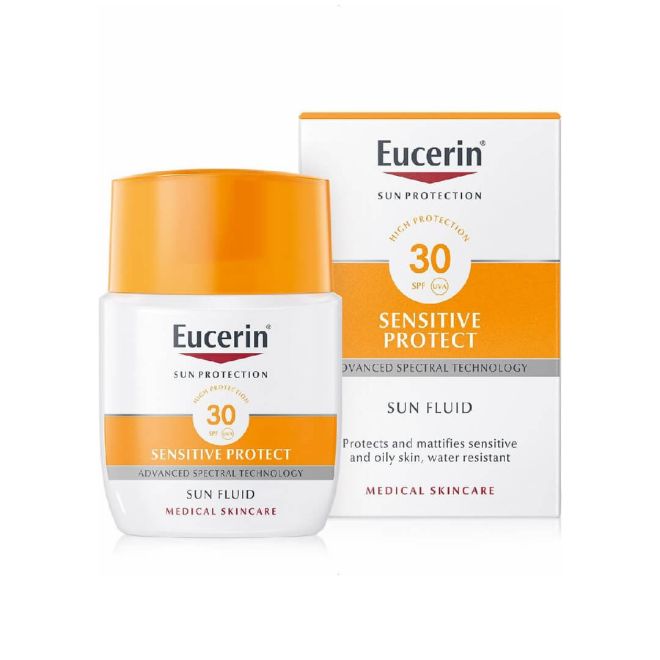 Eucerin®
SUN PROTECTION
HIGH PROTECTION
30
SPF UVA
SENSITIVE PROTECT
ADVANCED SPECTRAL TECHNOLOGY
SUN FLUID
MEDICAL SKINCARE
Eucerin®
SUN PROTECTION
HIGH PROTECTION
30
SPF UVA
SENSITIVE
PROTECT
DVANCED SPECTRAL TECHNOLOGY
SUN FLUID
Protects and mattifies sensitive
and oily skin, water resistant
MEDICAL SKINCARE